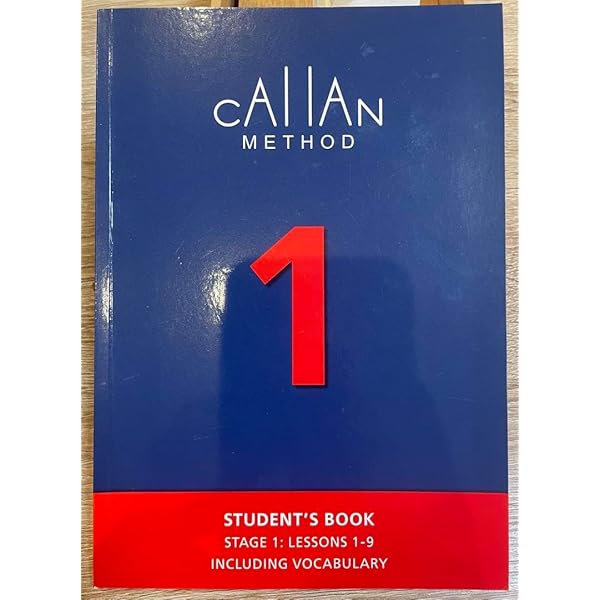 CALLAN
METHOD
1
STUDENT'S BOOK
STAGE 1: LESSONS 1-9
INCLUDING VOCABULARY